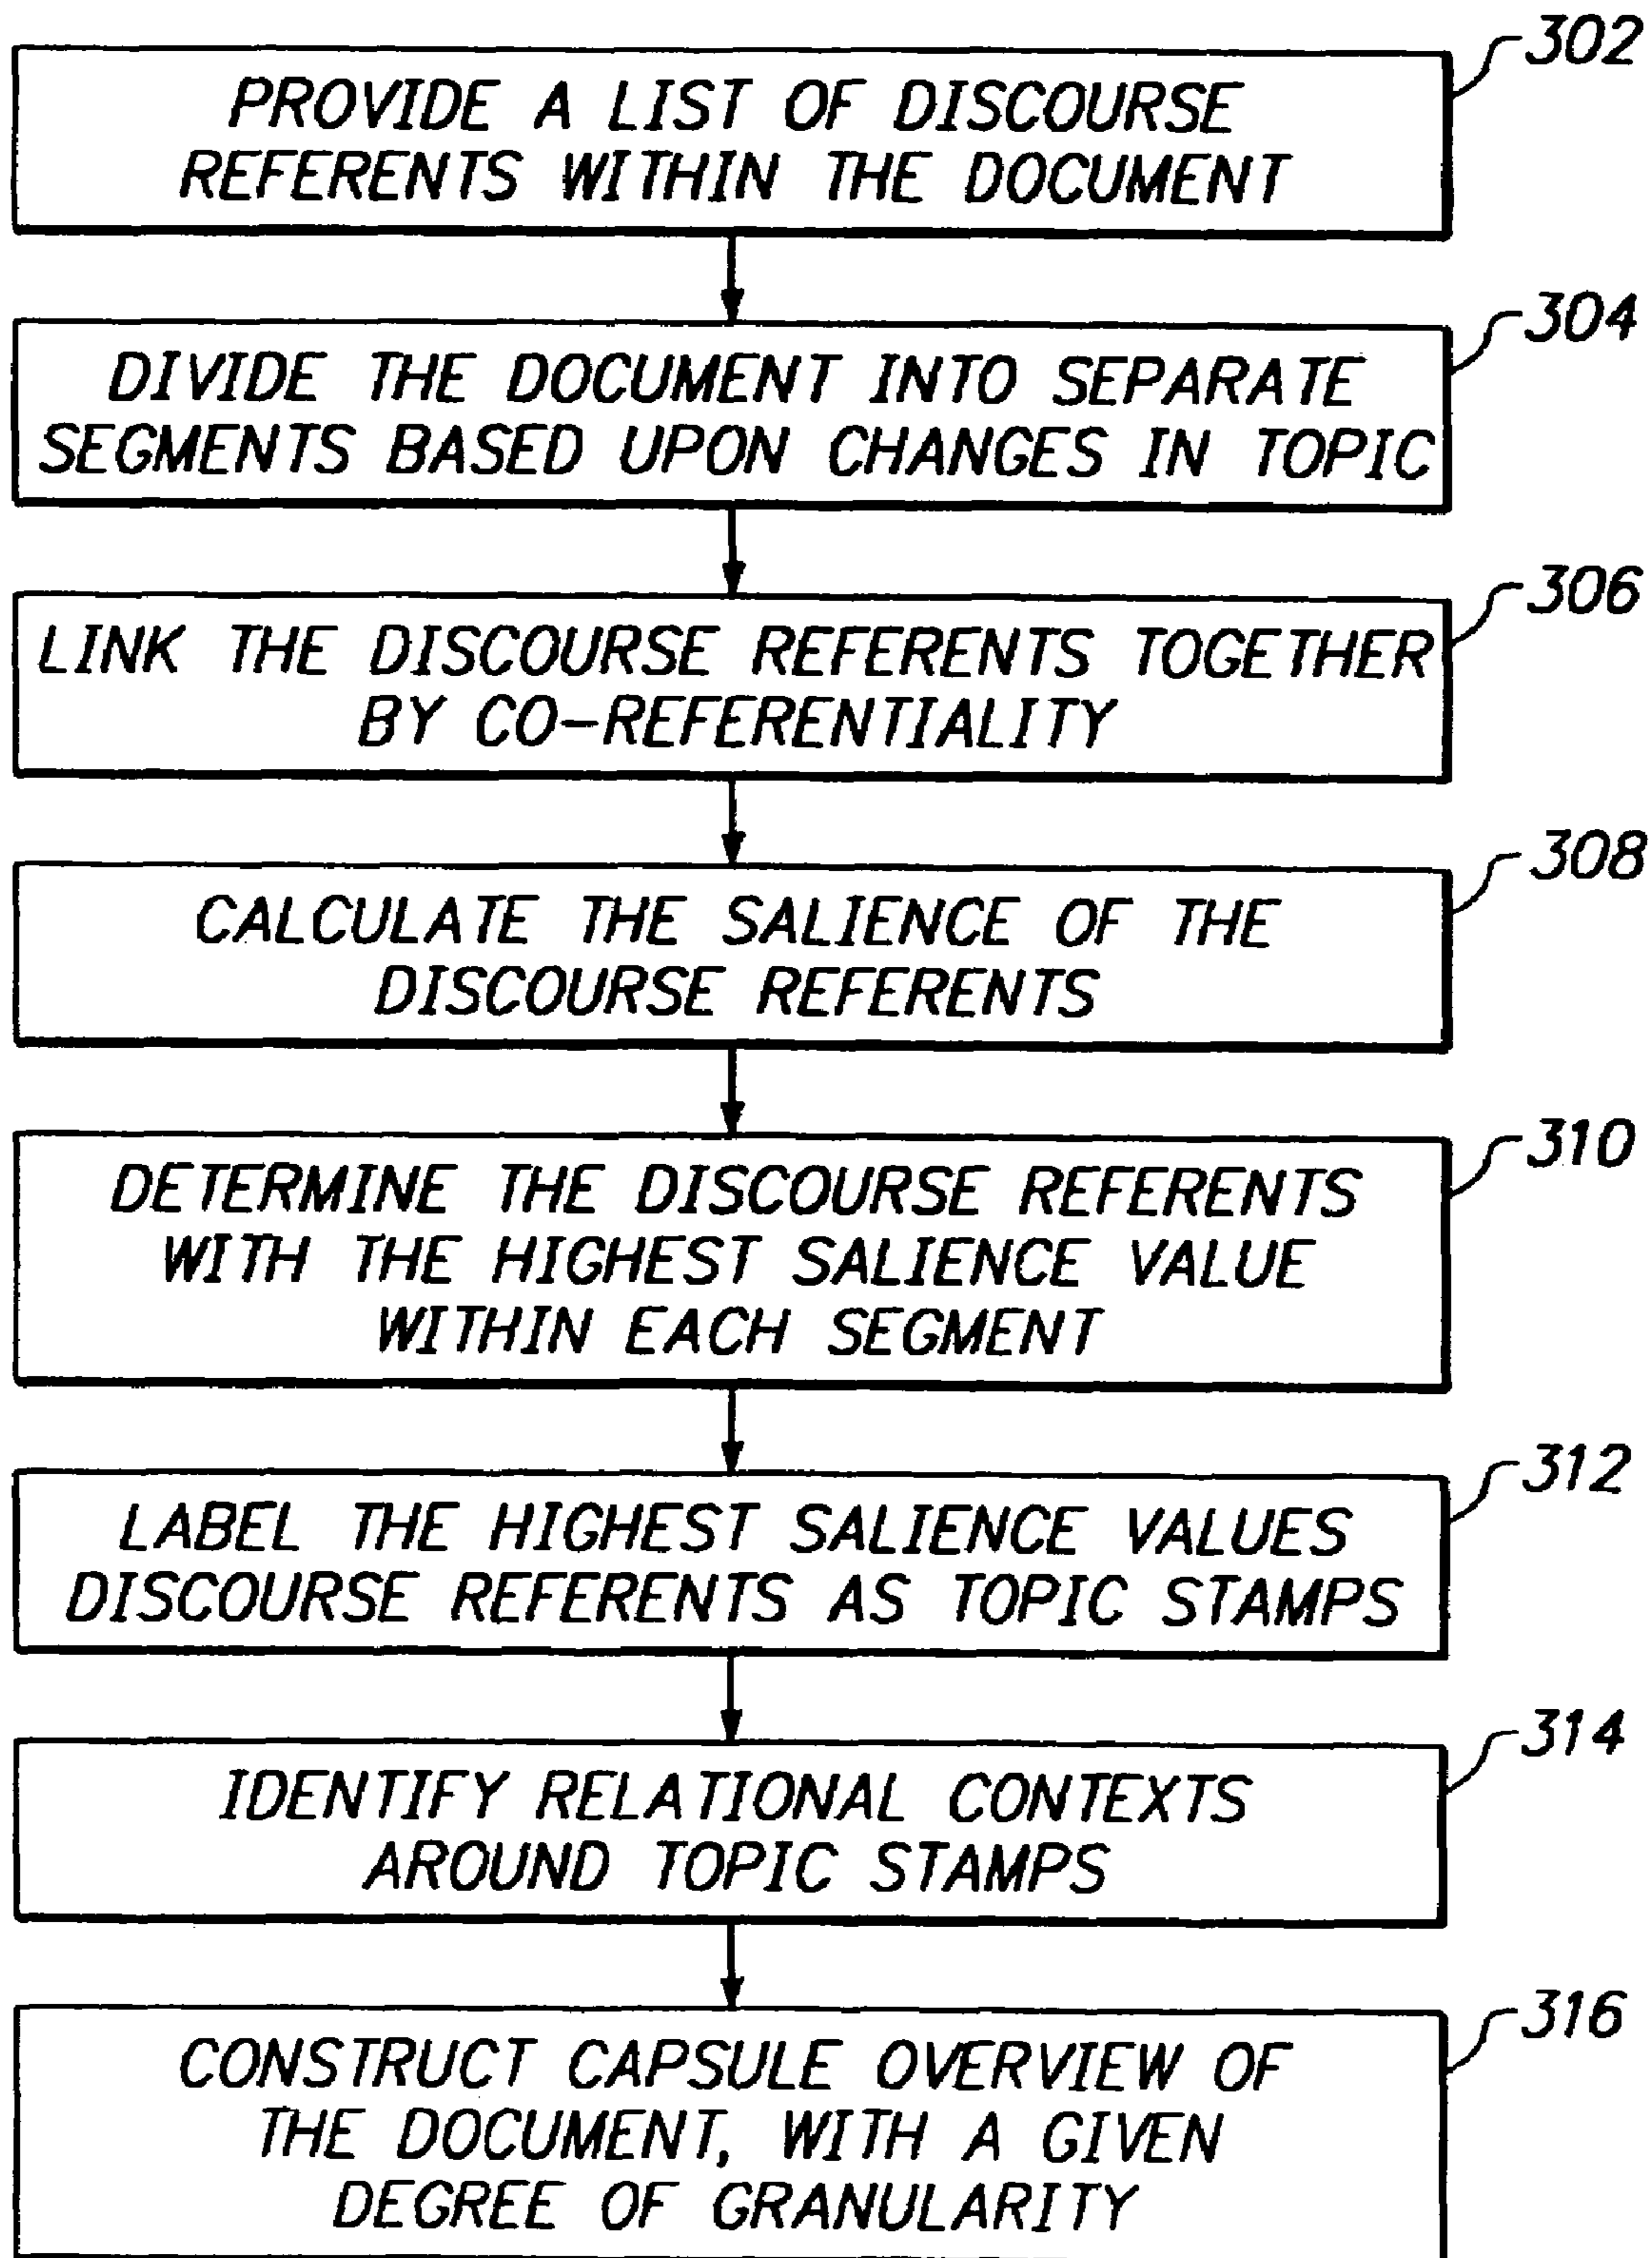 302
PROVIDE A LIST OF DISCOURSE
REFERENTS WITHIN THE DOCUMENT
304
DIVIDE THE DOCUMENT INTO SEPARATE
SEGMENTS BASED UPON CHANGES IN TOPIC
306
LINK THE DISCOURSE REFERENTS TOGETHER
BY CO-REFERENTIALITY
308
CALCULATE THE SALIENCE OF THE
DISCOURSE REFERENTS
310
DETERMINE THE DISCOURSE REFERENTS
WITH THE HIGHEST SALIENCE VALUE
WITHIN EACH SEGMENT
312
LABEL THE HIGHEST SALIENCE VALUES
DISCOURSE REFERENTS AS TOPIC STAMPS
314
IDENTIFY RELATIONAL CONTEXTS
AROUND TOPIC STAMPS
316
CONSTRUCT CAPSULE OVERVIEW OF
THE DOCUMENT, WITH A GIVEN
DEGREE OF GRANULARITY